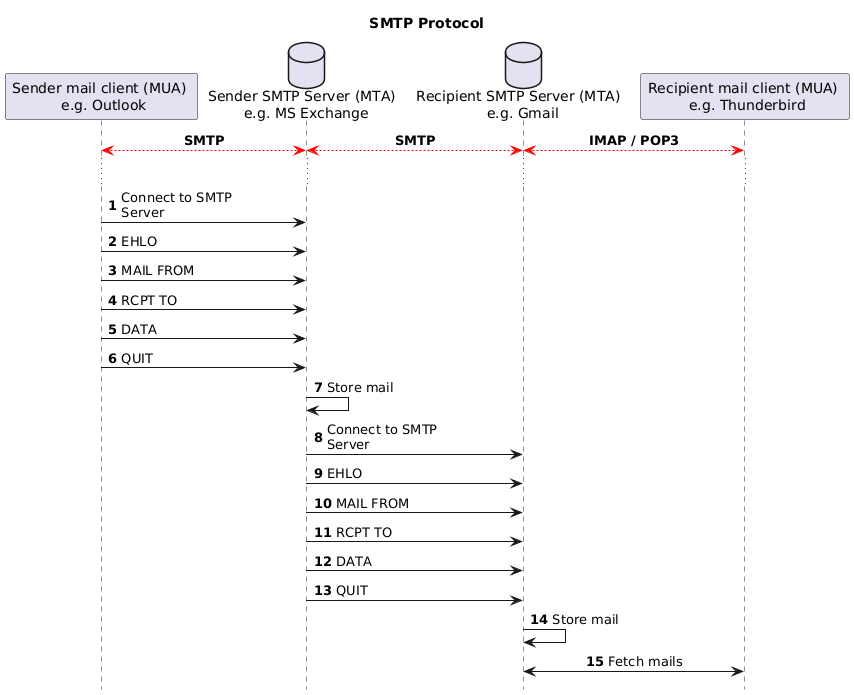 SMTP Protocol
Sender mail client (MUA)
e.g. Outlook
Sender SMTP Server (MTA)
e.g. MS Exchange
Recipient SMTP Server (MTA)
e.g. Gmail
Recipient mail client (MUA)
e.g. Thunderbird
SMTP
SMTP
IMAP / POP3
1 Connect to SMTP
Server
2 EHLO
3 MAIL FROM
4 RCPT TO
5 DATA
6 QUIT
7 Store mail
8 Connect to SMTP
Server
9 EHLO
10 MAIL FROM
11 RCPT TO
12 DATA
13 QUIT
14 Store mail
15 Fetch mails